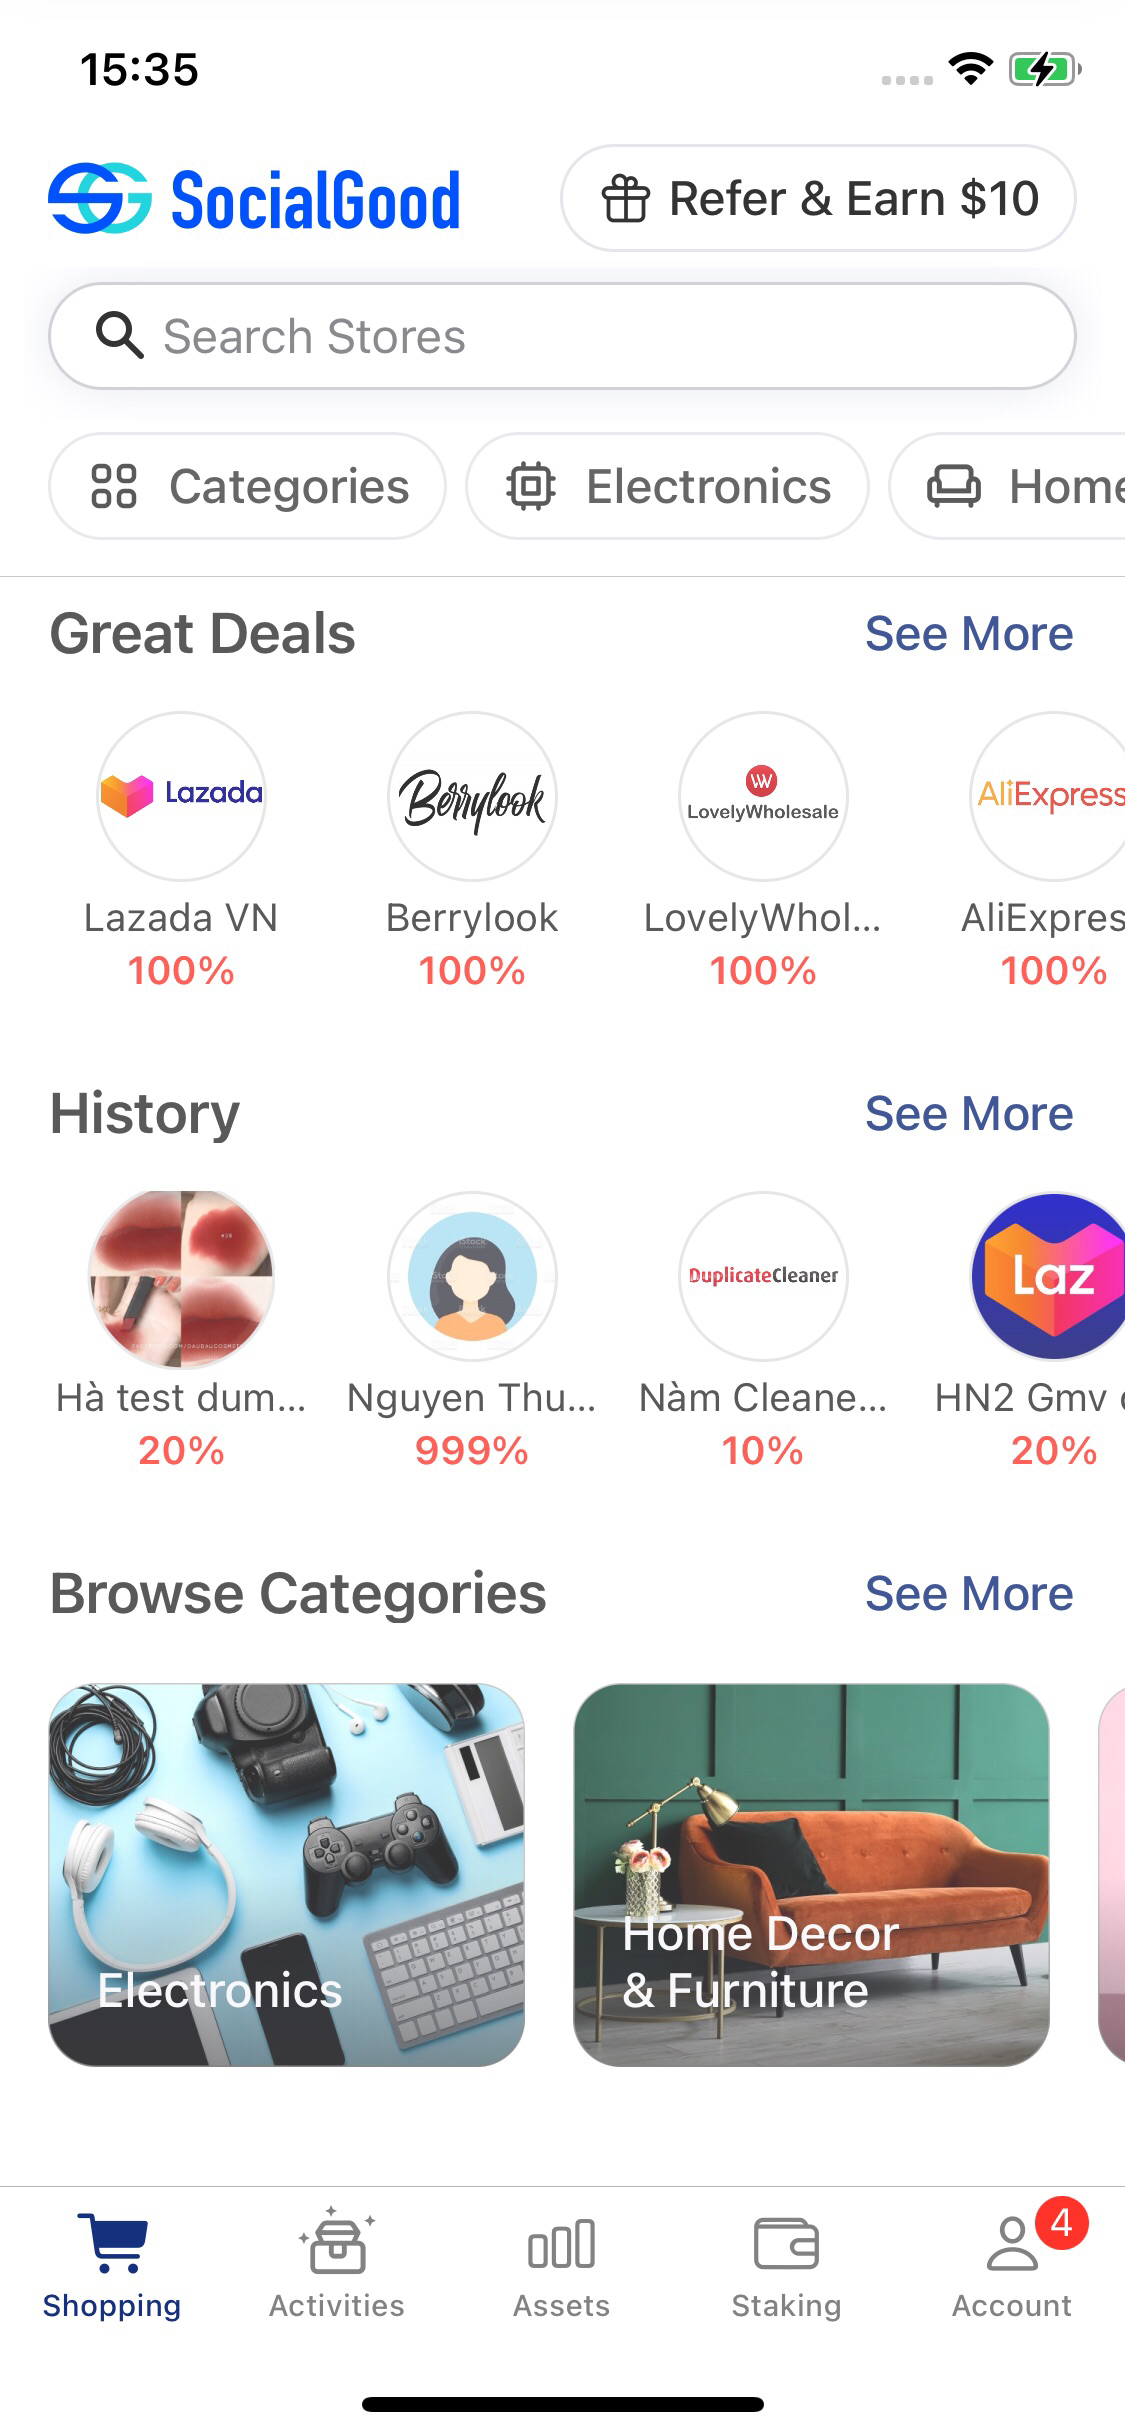 15:35
SocialGood
Refer & Earn $10
Search Stores
Categories
Electronics
Home
Great Deals
See More
Lazada
Berrylook
LovelyWholesale
AliExpress
Lazada VN
Berrylook
LovelyWhol...
AliExpres
100%
100%
100%
100%
History
See More
DuplicateCleaner
Laz
Hà test dum...
Nguyen Thu...
Nàm Cleane...
HN2 Gmv
20%
999%
10%
20%
Browse Categories
See More
Electronics
Home Decor
& Furniture
4
Shopping
Activities
Assets
Staking
Account